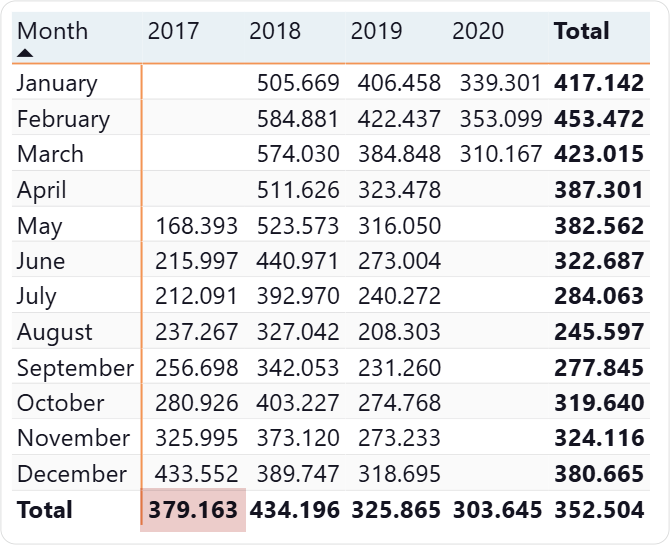 Month 2017 2018 2019 2020 Total
January 505.669 406.458 339.301 417.142
February 584.881 422.437 353.099 453.472
March 574.030 384.848 310.167 423.015
April 511.626 323.478 387.301
May 168.393 523.573 316.050 382.562
June 215.997 440.971 273.004 322.687
July 212.091 392.970 240.272 284.063
August 237.267 327.042 208.303 245.597
September 256.698 342.053 231.260 277.845
October 280.926 403.227 274.768 319.640
November 325.995 373.120 273.233 324.116
December 433.552 389.747 318.695 380.665
Total 379.163 434.196 325.865 303.645 352.504